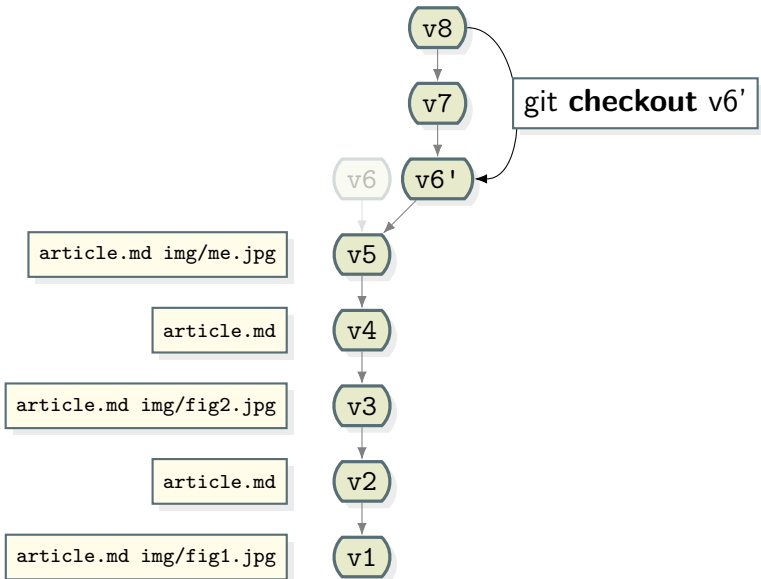 v8
v7
git checkout v6'
v6
v6'
article.md img/me.jpg
v5
article.md
v4
article.md img/fig2.jpg
v3
article.md
v2
article.md img/fig1.jpg
v1